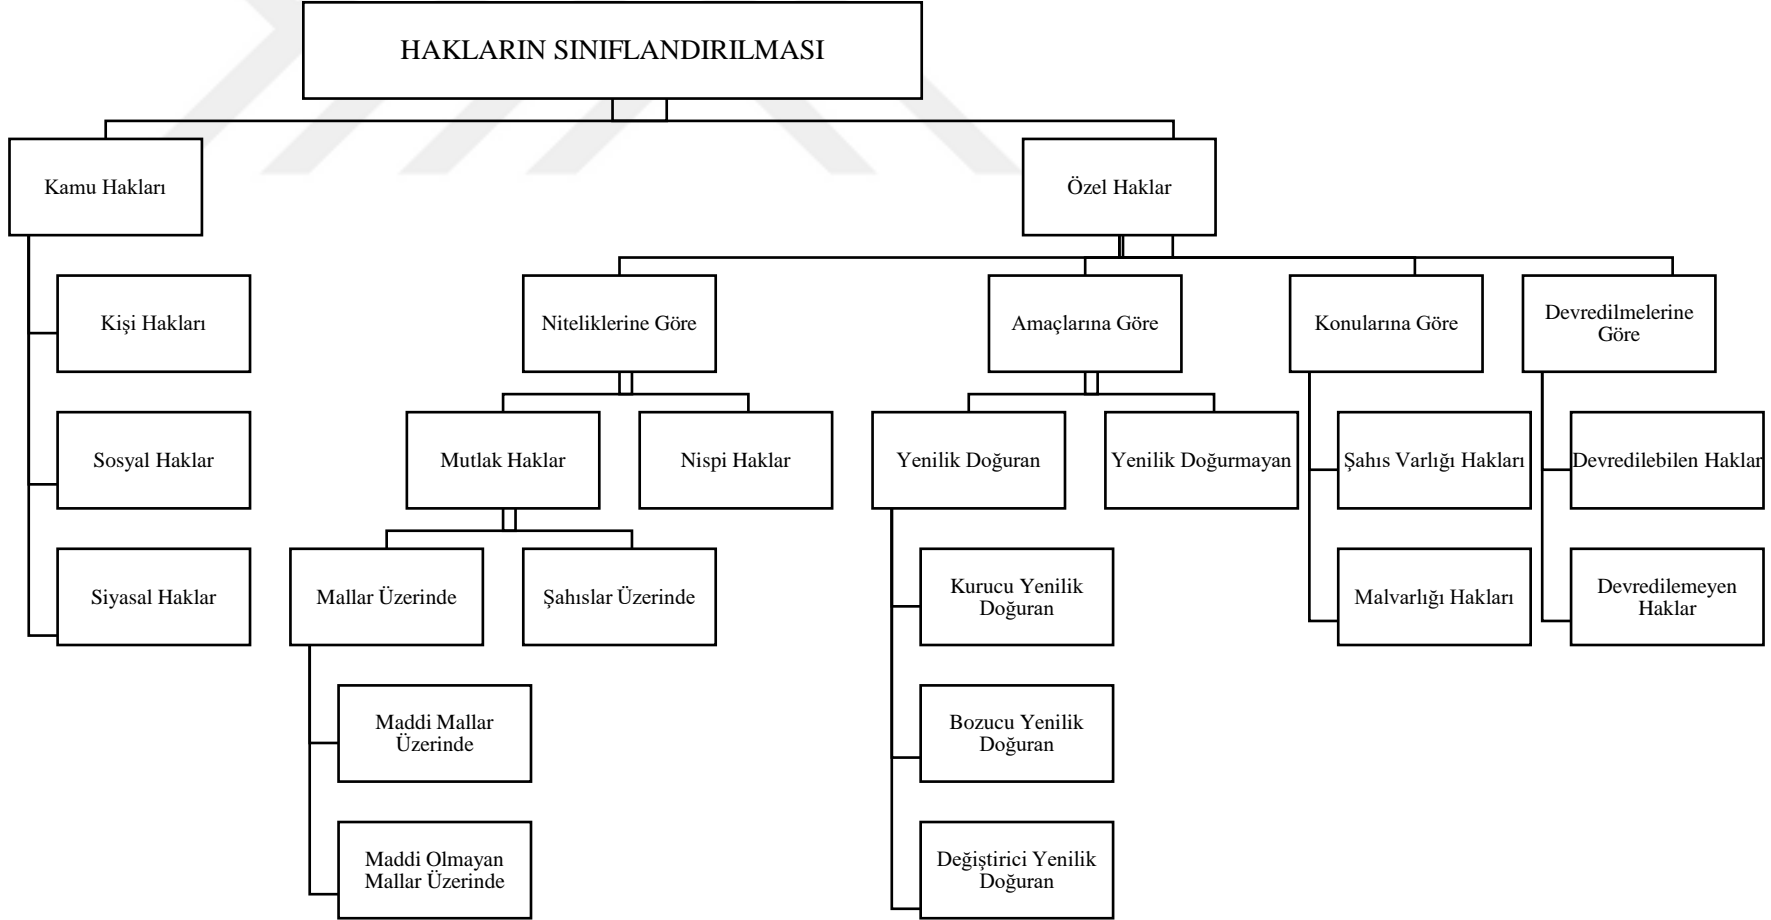 HAKLARIN SINIFLANDIRILMASI
Kamu Hakları
Özel Haklar
Kişi Hakları
Niteliklerine Göre
Amaçlarına Göre
Konularına Göre
Devredilmelerine
Göre
Sosyal Haklar
Mutlak Haklar
Nispi Haklar
Yenilik Doğuran
Yenilik Doğurmayan
Şahıs Varlığı Hakları
Devredilebilen Haklar
Siyasal Haklar
Mallar Üzerinde
Şahıslar Üzerinde
Kurucu Yenilik
Doğuran
Malvarlığı Hakları
Devredilemeyen
Haklar
Maddi Mallar
Üzerinde
Bozucu Yenilik
Doğuran
Maddi Olmayan
Mallar Üzerinde
Değiştirici Yenilik
Doğuran